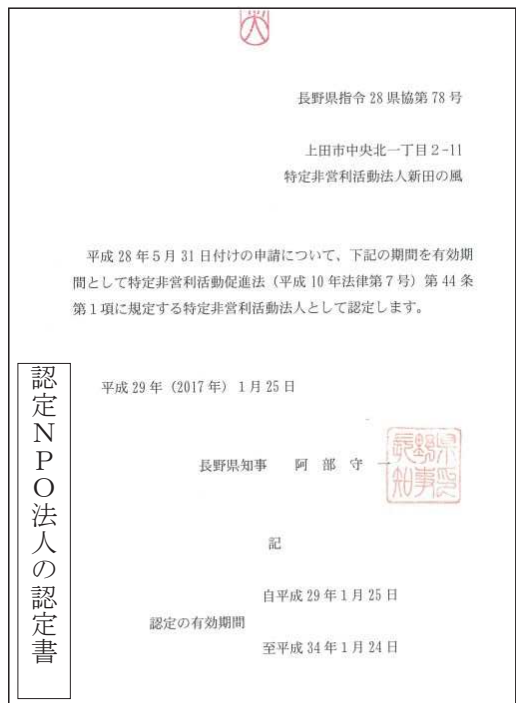 長野県指令28県協第78号
上田市中央北一丁目2-11
特定非営利活動法人新田の風
平成28年5月31日付けの申請について、下記の期間を有効期
間として特定非営利活動促進法（平成10年法律第7号）第44条
第1項に規定する特定非営利活動法人として認定します。
平成29年（2017年）1月25日
長野県知事　阿部守一
長野県知事印
記
自平成29年1月25日
認定の有効期間
至平成34年1月24日
認定NPO法人の認定書